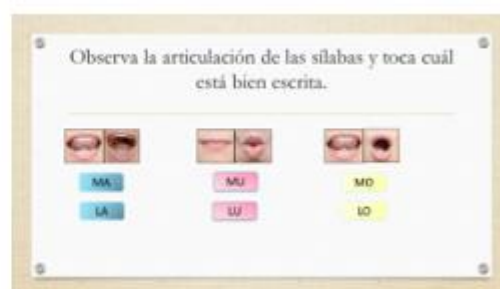 Observa la articulación de las sílabas y toca cuál
está bien escrita.
MA MU MO
LA LU LO